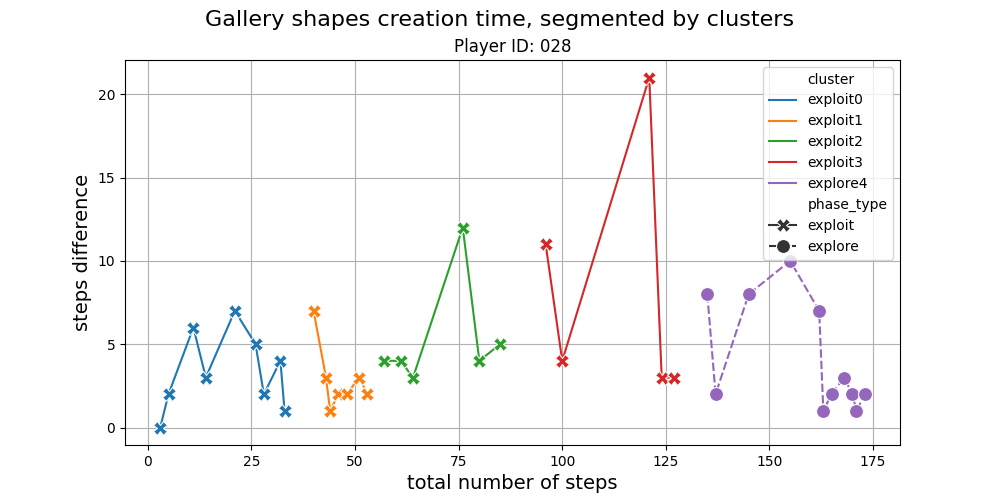 Gallery shapes creation time, segmented by clusters
Player ID: 028
steps difference
20
15
10
5
0
0 25 50 75 100 125 150 175
total number of steps
cluster
exploit0
exploit1
exploit2
exploit3
explore4
phase_type
exploit
explore